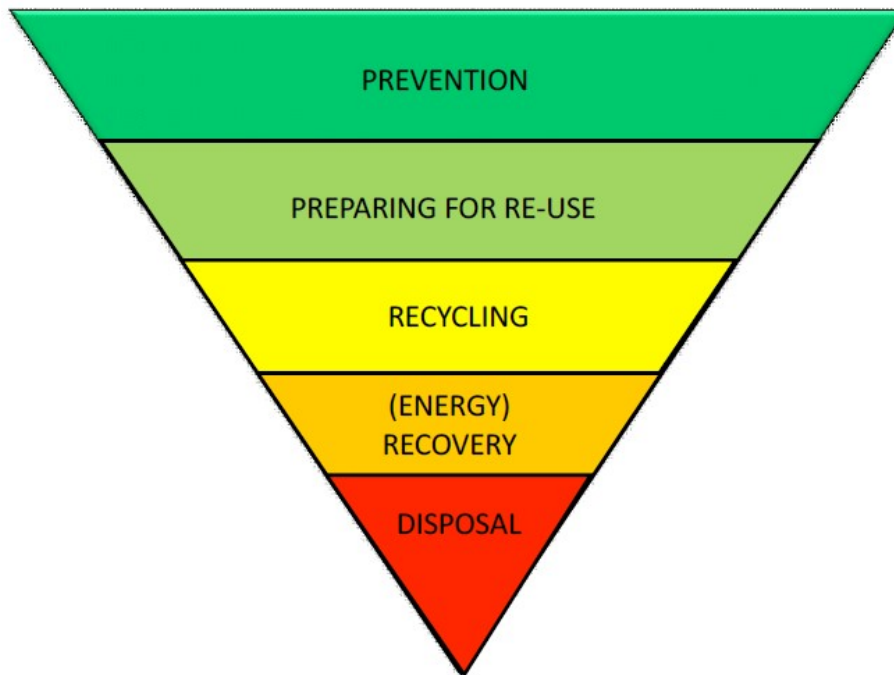 PREVENTION
PREPARING FOR RE-USE
RECYCLING
(ENERGY)
RECOVERY
DISPOSAL